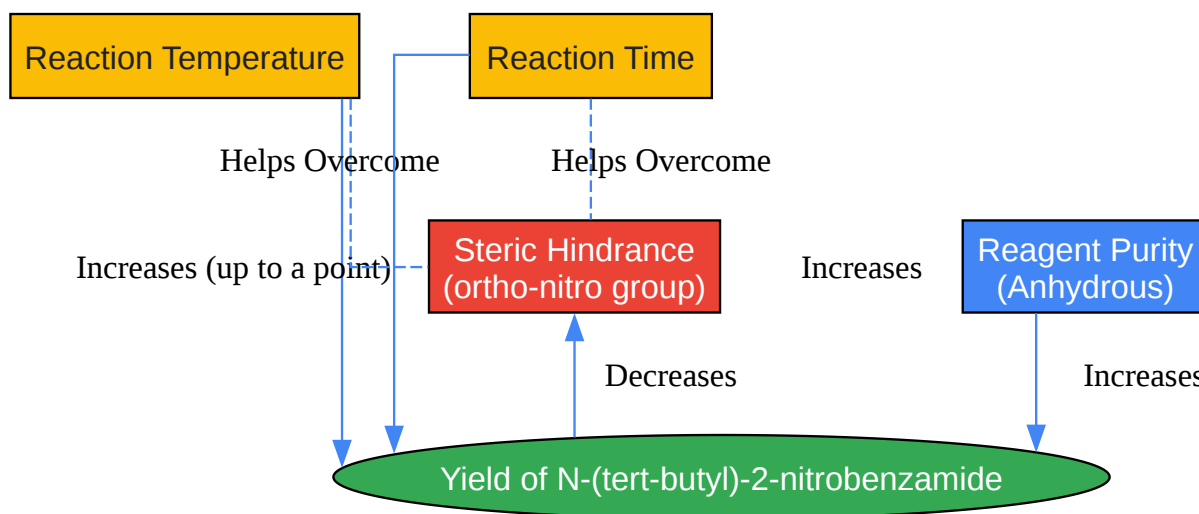 Reaction Temperature
Reaction Time
Helps Overcome
Helps Overcome
Steric Hindrance
(ortho-nitro group)
Reagent Purity
(Anhydrous)
Increases (up to a point)
Increases
Decreases
Increases
Yield of N-(tert-butyl)-2-nitrobenzamide